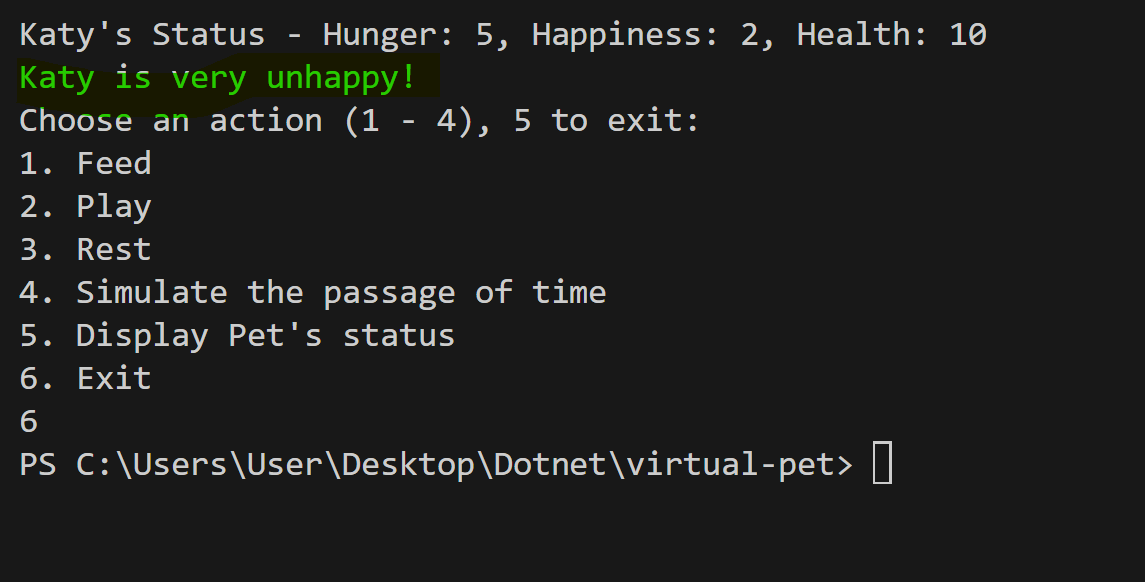 Katy's Status - Hunger: 5, Happiness: 2, Health: 10
Katy is very unhappy!
Choose an action (1 - 4), 5 to exit:
1. Feed
2. Play
3. Rest
4. Simulate the passage of time
5. Display Pet's status
6. Exit
6
PS C:\Users\User\Desktop\Dotnet\virtual-pet>